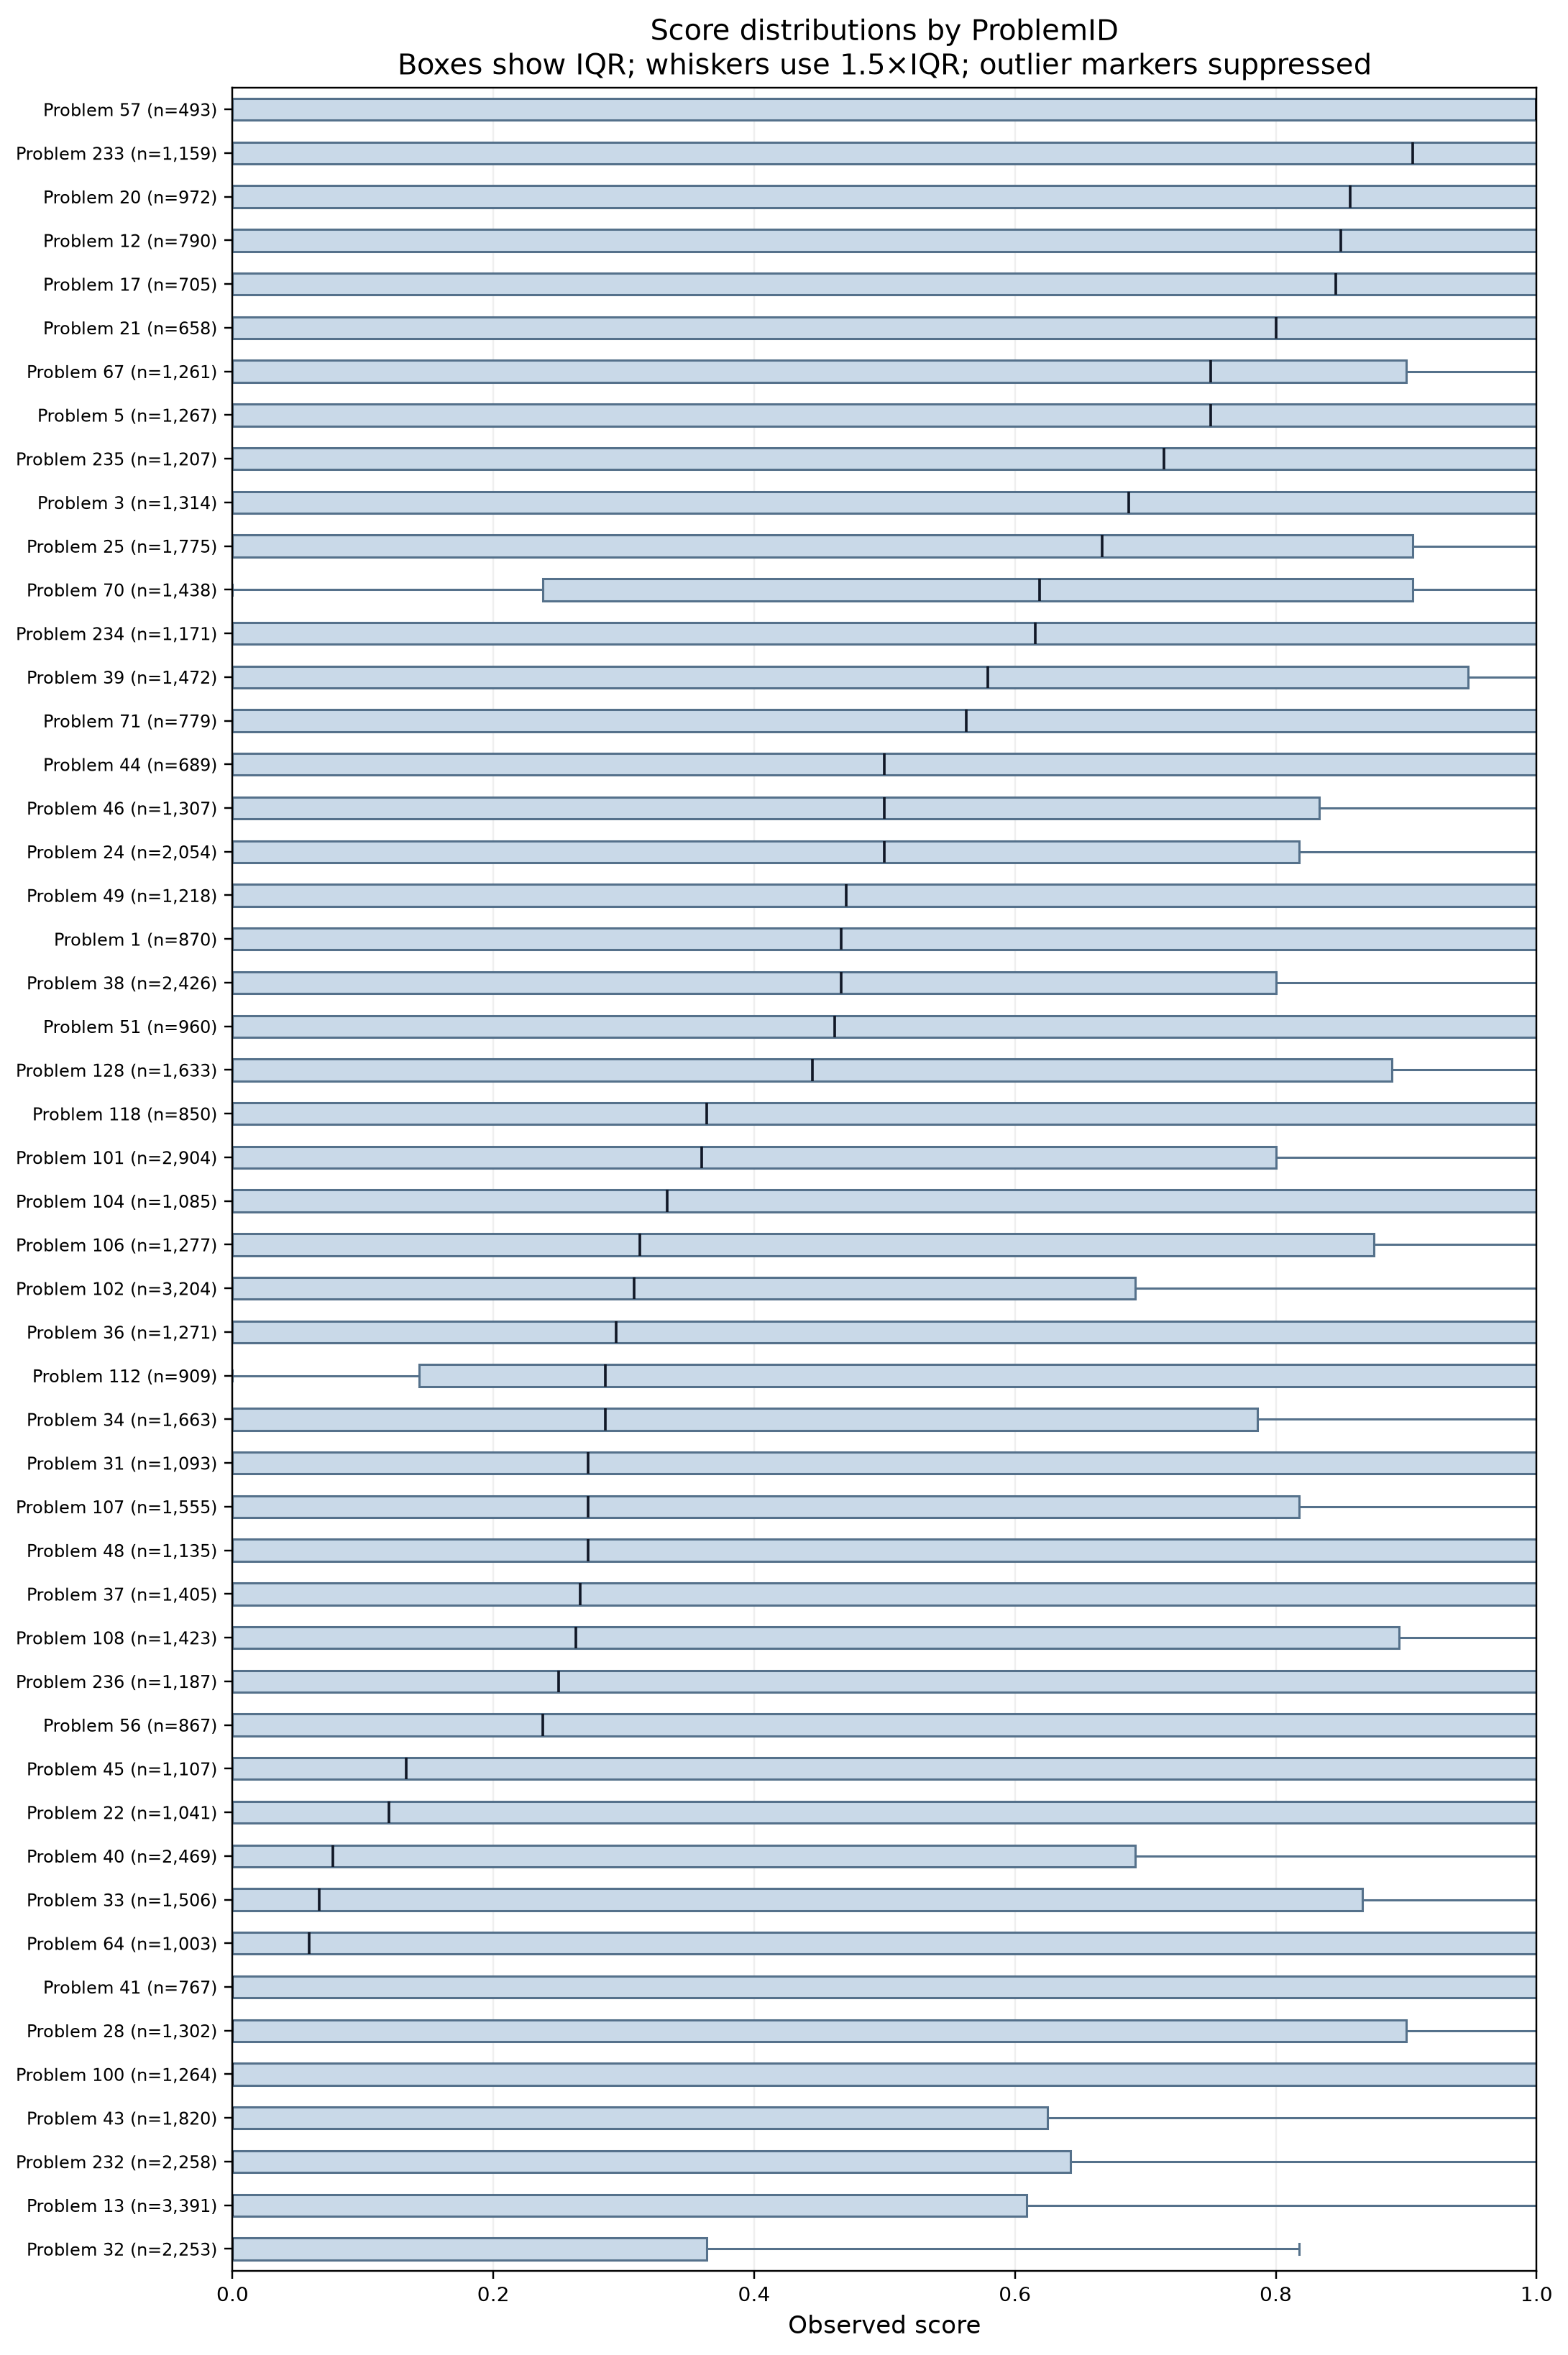 Score distributions by ProblemID
Boxes show IQR; whiskers use 1.5×IQR; outlier markers suppressed
Problem 57 (n=493)
Problem 233 (n=1,159)
Problem 20 (n=972)
Problem 12 (n=790)
Problem 17 (n=705)
Problem 21 (n=658)
Problem 67 (n=1,261)
Problem 5 (n=1,267)
Problem 235 (n=1,207)
Problem 3 (n=1,314)
Problem 25 (n=1,775)
Problem 70 (n=1,438)
Problem 234 (n=1,171)
Problem 39 (n=1,472)
Problem 71 (n=779)
Problem 44 (n=689)
Problem 46 (n=1,307)
Problem 24 (n=2,054)
Problem 49 (n=1,218)
Problem 1 (n=870)
Problem 38 (n=2,426)
Problem 51 (n=960)
Problem 128 (n=1,633)
Problem 118 (n=850)
Problem 101 (n=2,904)
Problem 104 (n=1,085)
Problem 106 (n=1,277)
Problem 102 (n=3,204)
Problem 36 (n=1,271)
Problem 112 (n=909)
Problem 34 (n=1,663)
Problem 31 (n=1,093)
Problem 107 (n=1,555)
Problem 48 (n=1,135)
Problem 37 (n=1,405)
Problem 108 (n=1,423)
Problem 236 (n=1,187)
Problem 56 (n=867)
Problem 45 (n=1,107)
Problem 22 (n=1,041)
Problem 40 (n=2,469)
Problem 33 (n=1,506)
Problem 64 (n=1,003)
Problem 41 (n=767)
Problem 28 (n=1,302)
Problem 100 (n=1,264)
Problem 43 (n=1,820)
Problem 232 (n=2,258)
Problem 13 (n=3,391)
Problem 32 (n=2,253)
0.0 0.2 0.4 0.6 0.8 1.0
Observed score